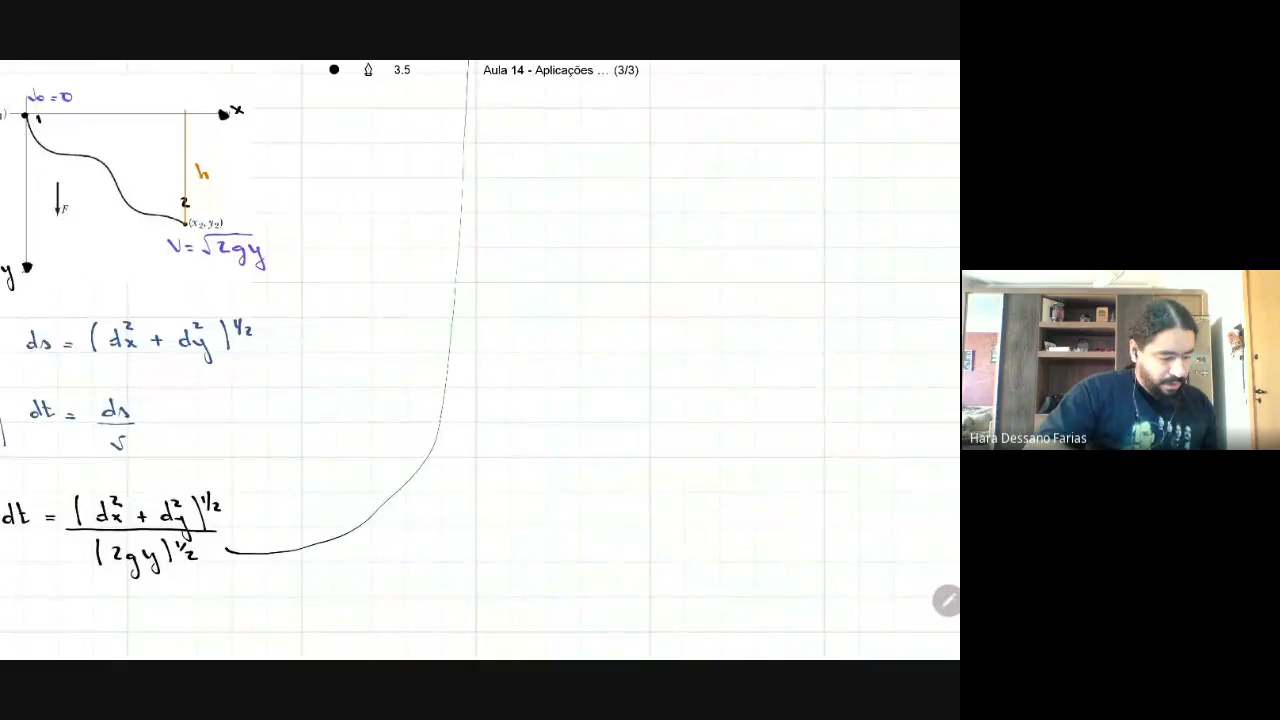 3.5 Aula 14 - Aplicações ... (3/3)
v₀ = 0
x
1
h
2
F
(x₂, y₂)
v = √2gy
y
ds = (dx² + dy²)^1/2
dt = ds/v
dt = (dx² + dy²)^1/2 / (2gy)^1/2
Hara Dessano Farias